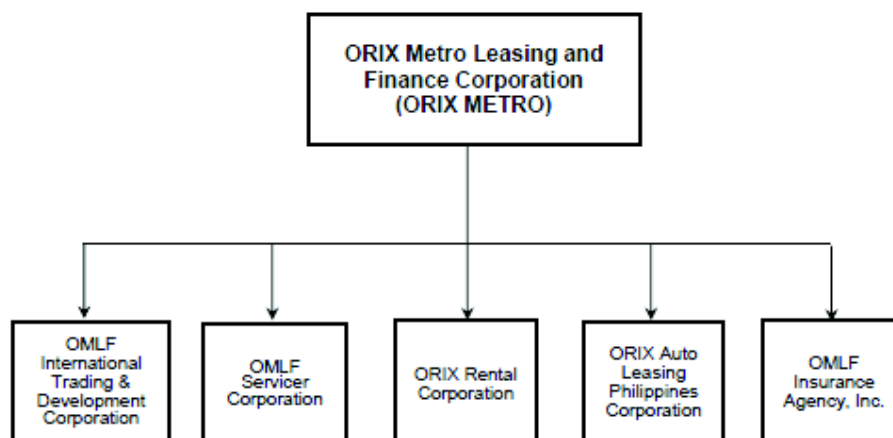 ORIX Metro Leasing and
Finance Corporation
(ORIX METRO)
OMLF
International
Trading &
Development
Corporation
OMLF
Servicer
Corporation
ORIX Rental
Corporation
ORIX Auto
Leasing
Philippines
Corporation
OMLF
Insurance
Agency, Inc.